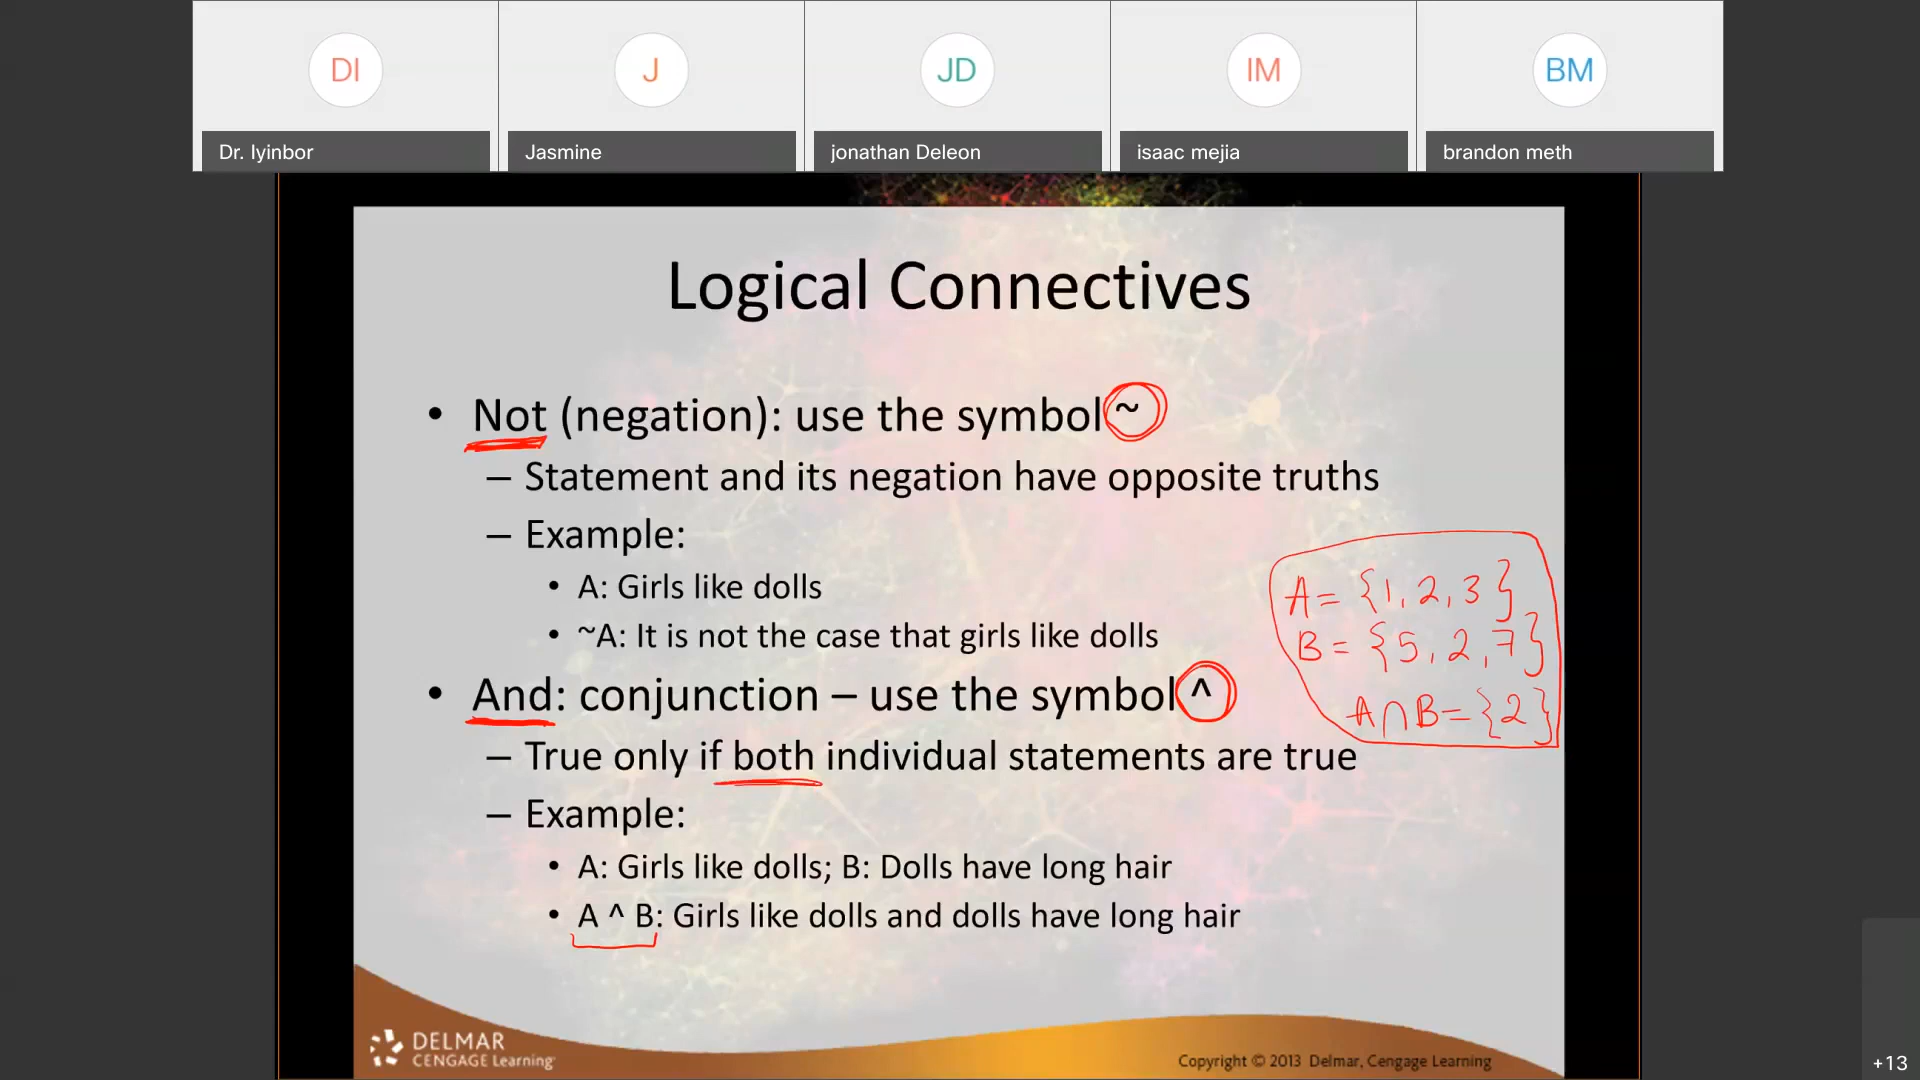 DI J JD IM BM
Dr. Iyinbor Jasmine jonathan Deleon isaac mejia brandon meth
Logical Connectives
• Not (negation): use the symbol ~
– Statement and its negation have opposite truths
– Example:
• A: Girls like dolls
• ~A: It is not the case that girls like dolls
• And: conjunction – use the symbol ^
– True only if both individual statements are true
– Example:
• A: Girls like dolls; B: Dolls have long hair
• A ^ B: Girls like dolls and dolls have long hair
A = {1, 2, 3}
B = {5, 2, 7}
A∩B = {2}
DELMAR
CENGAGE Learning
Copyright © 2013 Delmar, Cengage Learning
+13